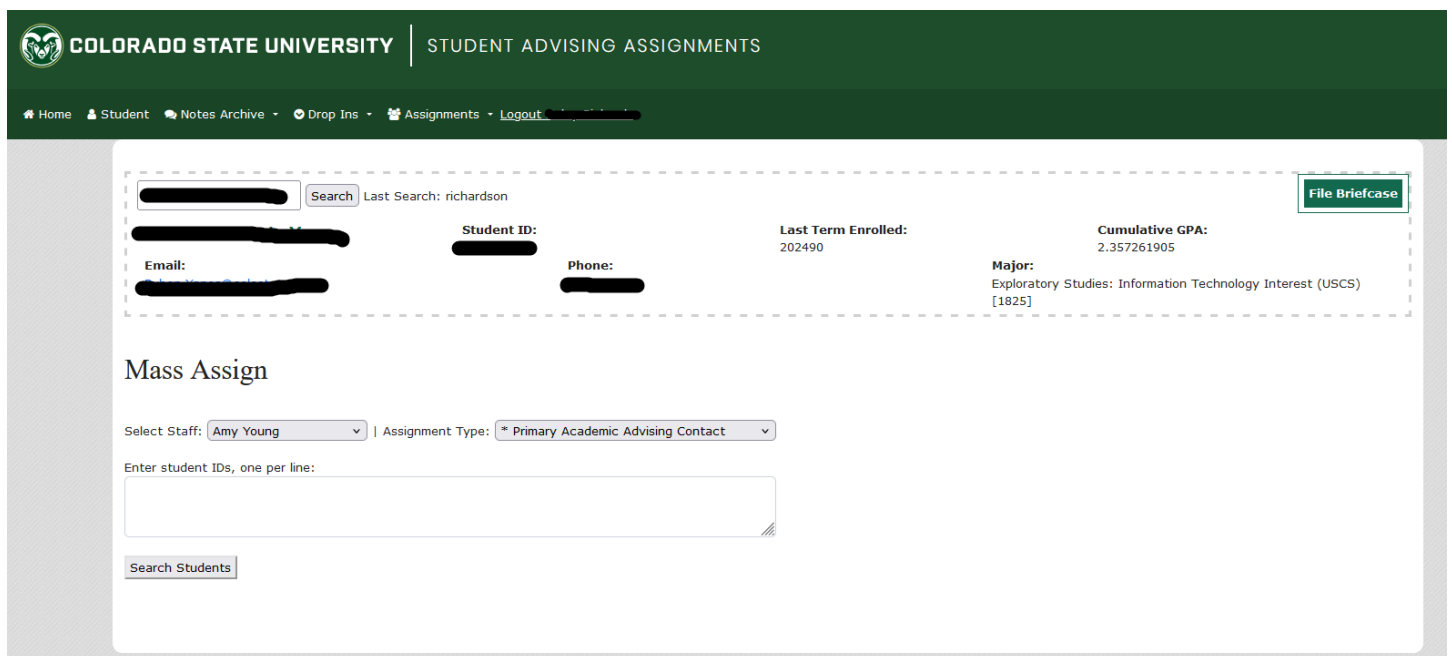 COLORADO STATE UNIVERSITY STUDENT ADVISING ASSIGNMENTS
Home Student Notes Archive Drop Ins Assignments Logout
Search Last Search: richardson File Briefcase
Student ID: Last Term Enrolled: Cumulative GPA:
202490 2.357261905
Email: Phone: Major:
Exploratory Studies: Information Technology Interest (USCS)
[1825]
Mass Assign
Select Staff: Amy Young | Assignment Type: * Primary Academic Advising Contact
Enter student IDs, one per line:
Search Students